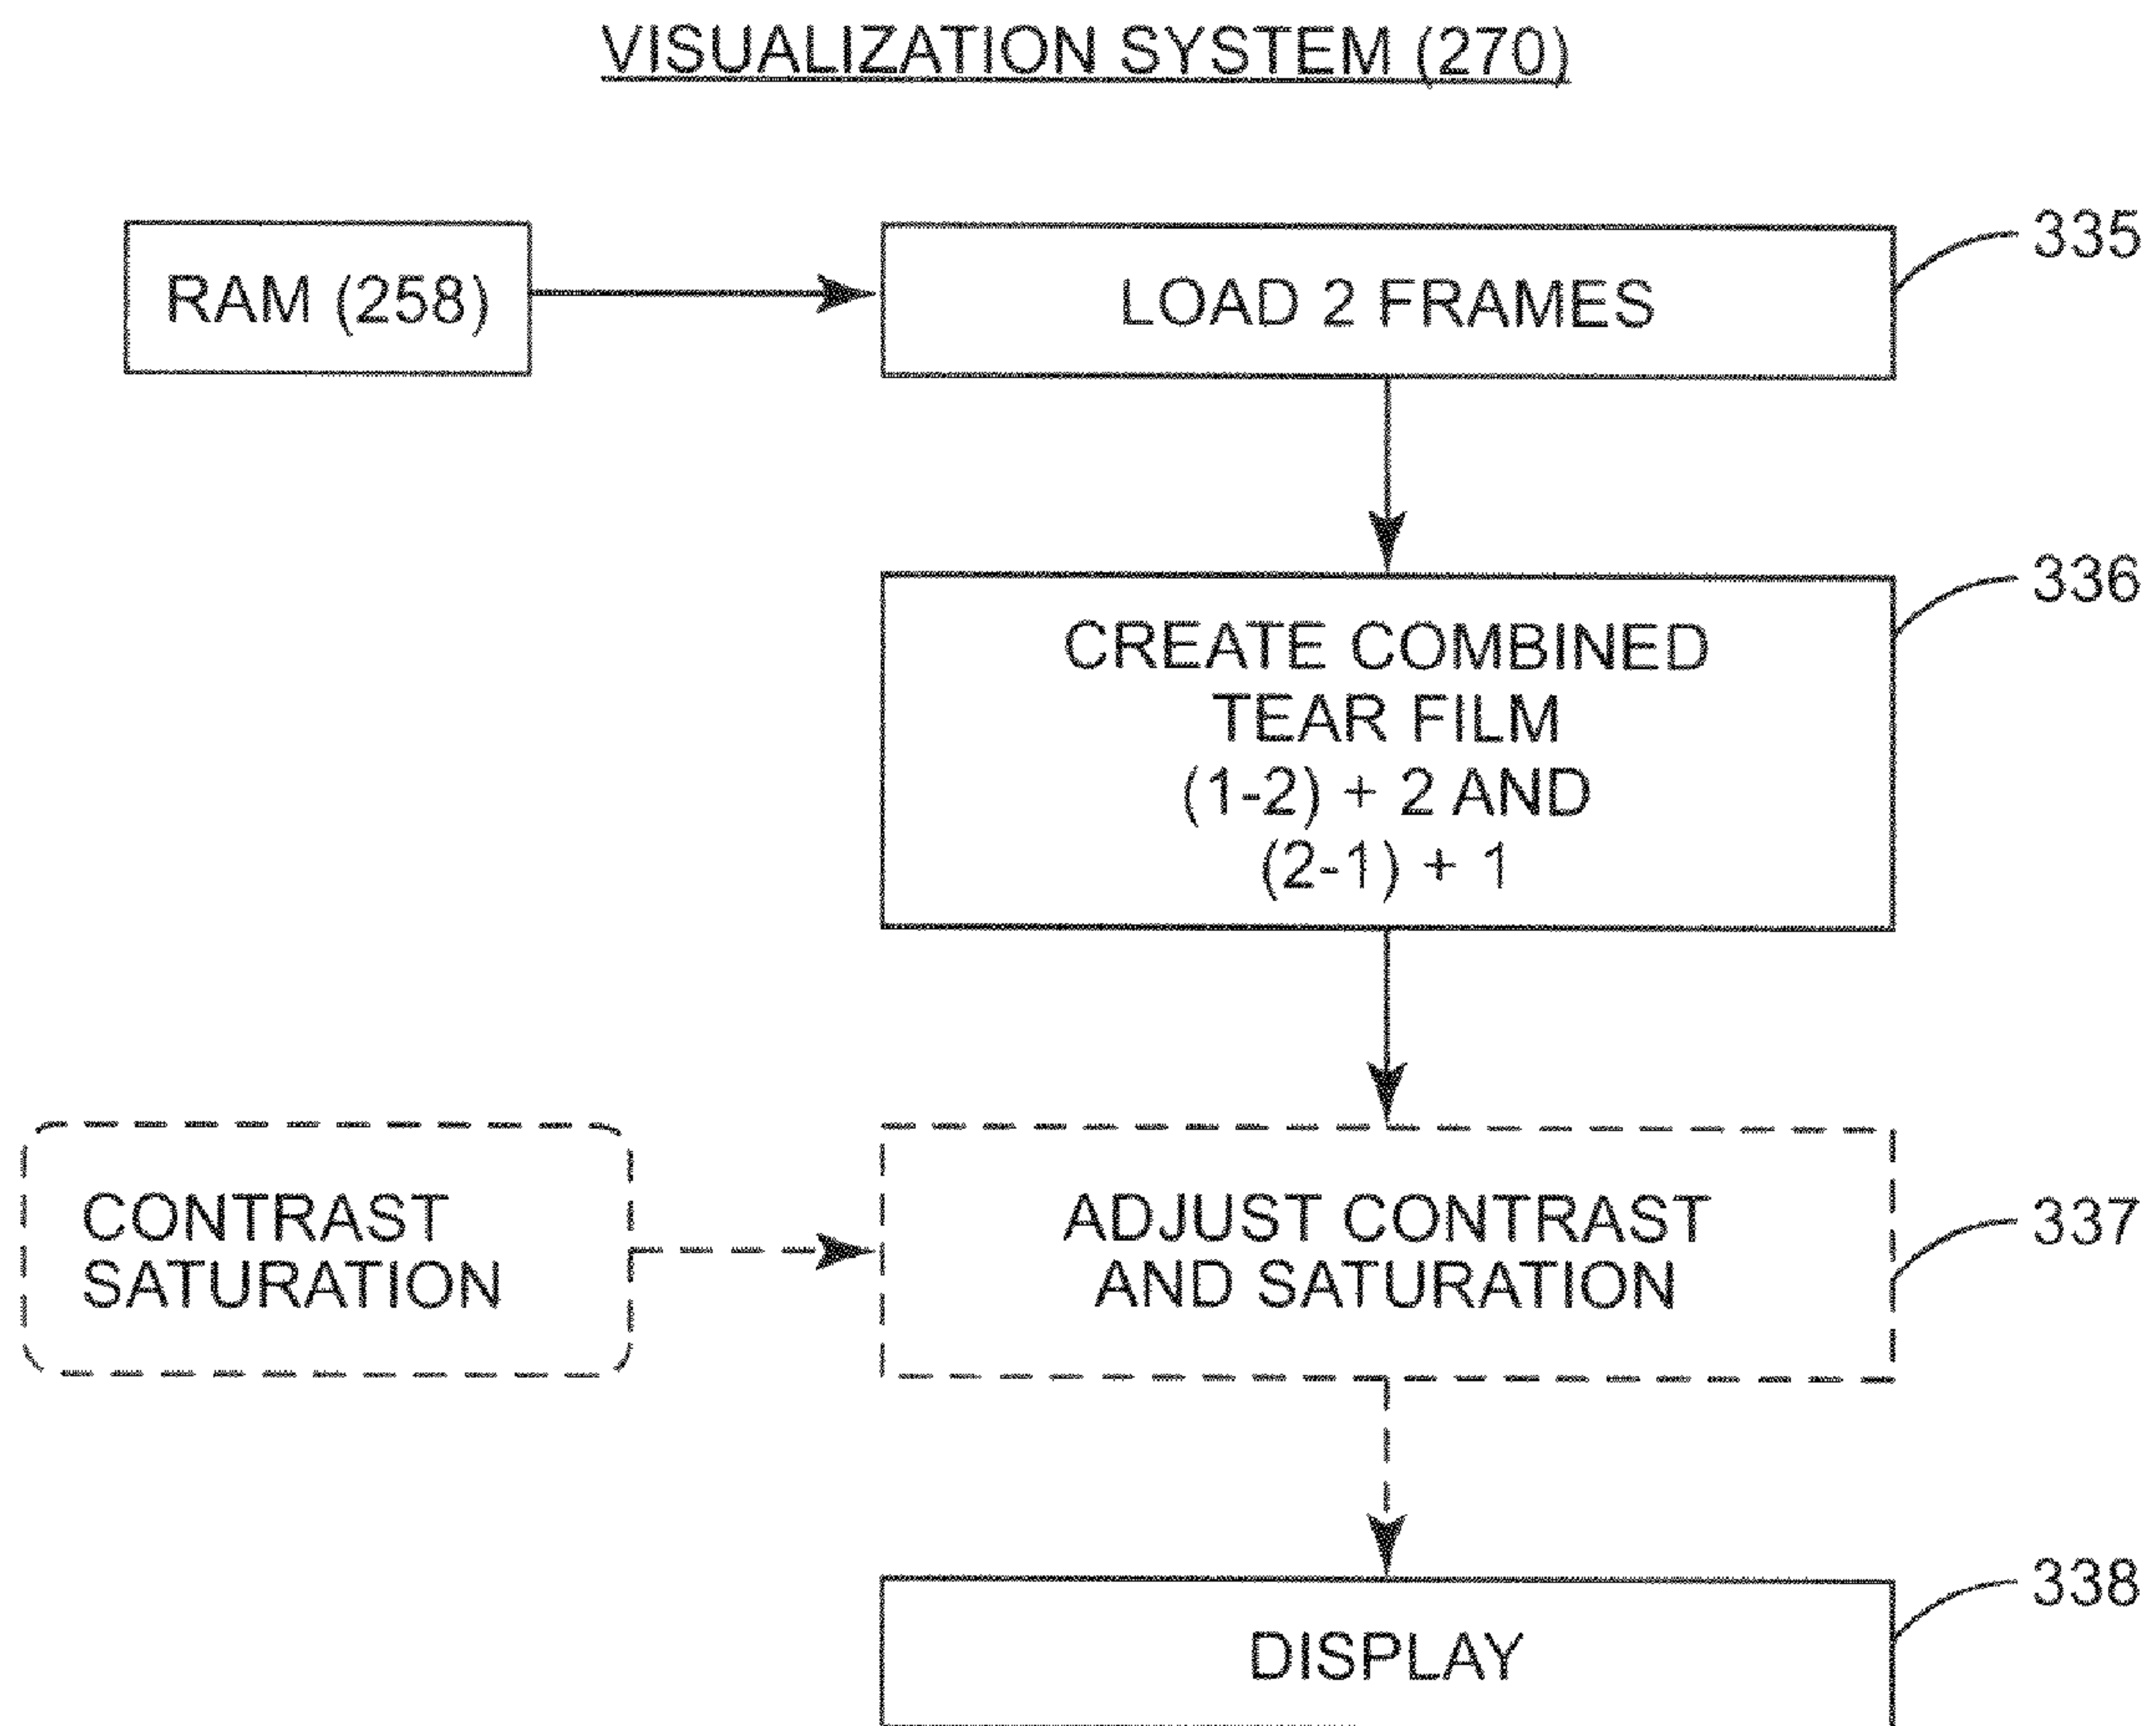 VISUALIZATION SYSTEM (270)
RAM (258)
LOAD 2 FRAMES
335
CREATE COMBINED
TEAR FILM
(1-2) + 2 AND
(2-1) + 1
336
CONTRAST
SATURATION
ADJUST CONTRAST
AND SATURATION
337
DISPLAY
338